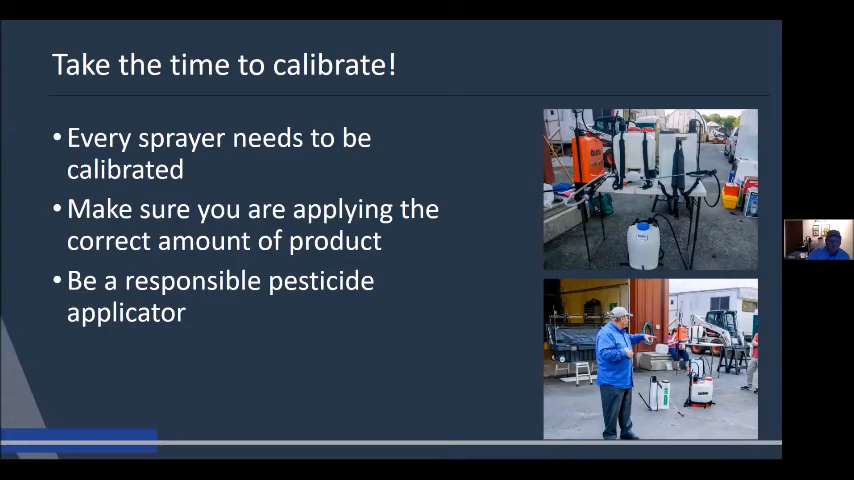 Take the time to calibrate!
• Every sprayer needs to be
calibrated
• Make sure you are applying the
correct amount of product
• Be a responsible pesticide
applicator